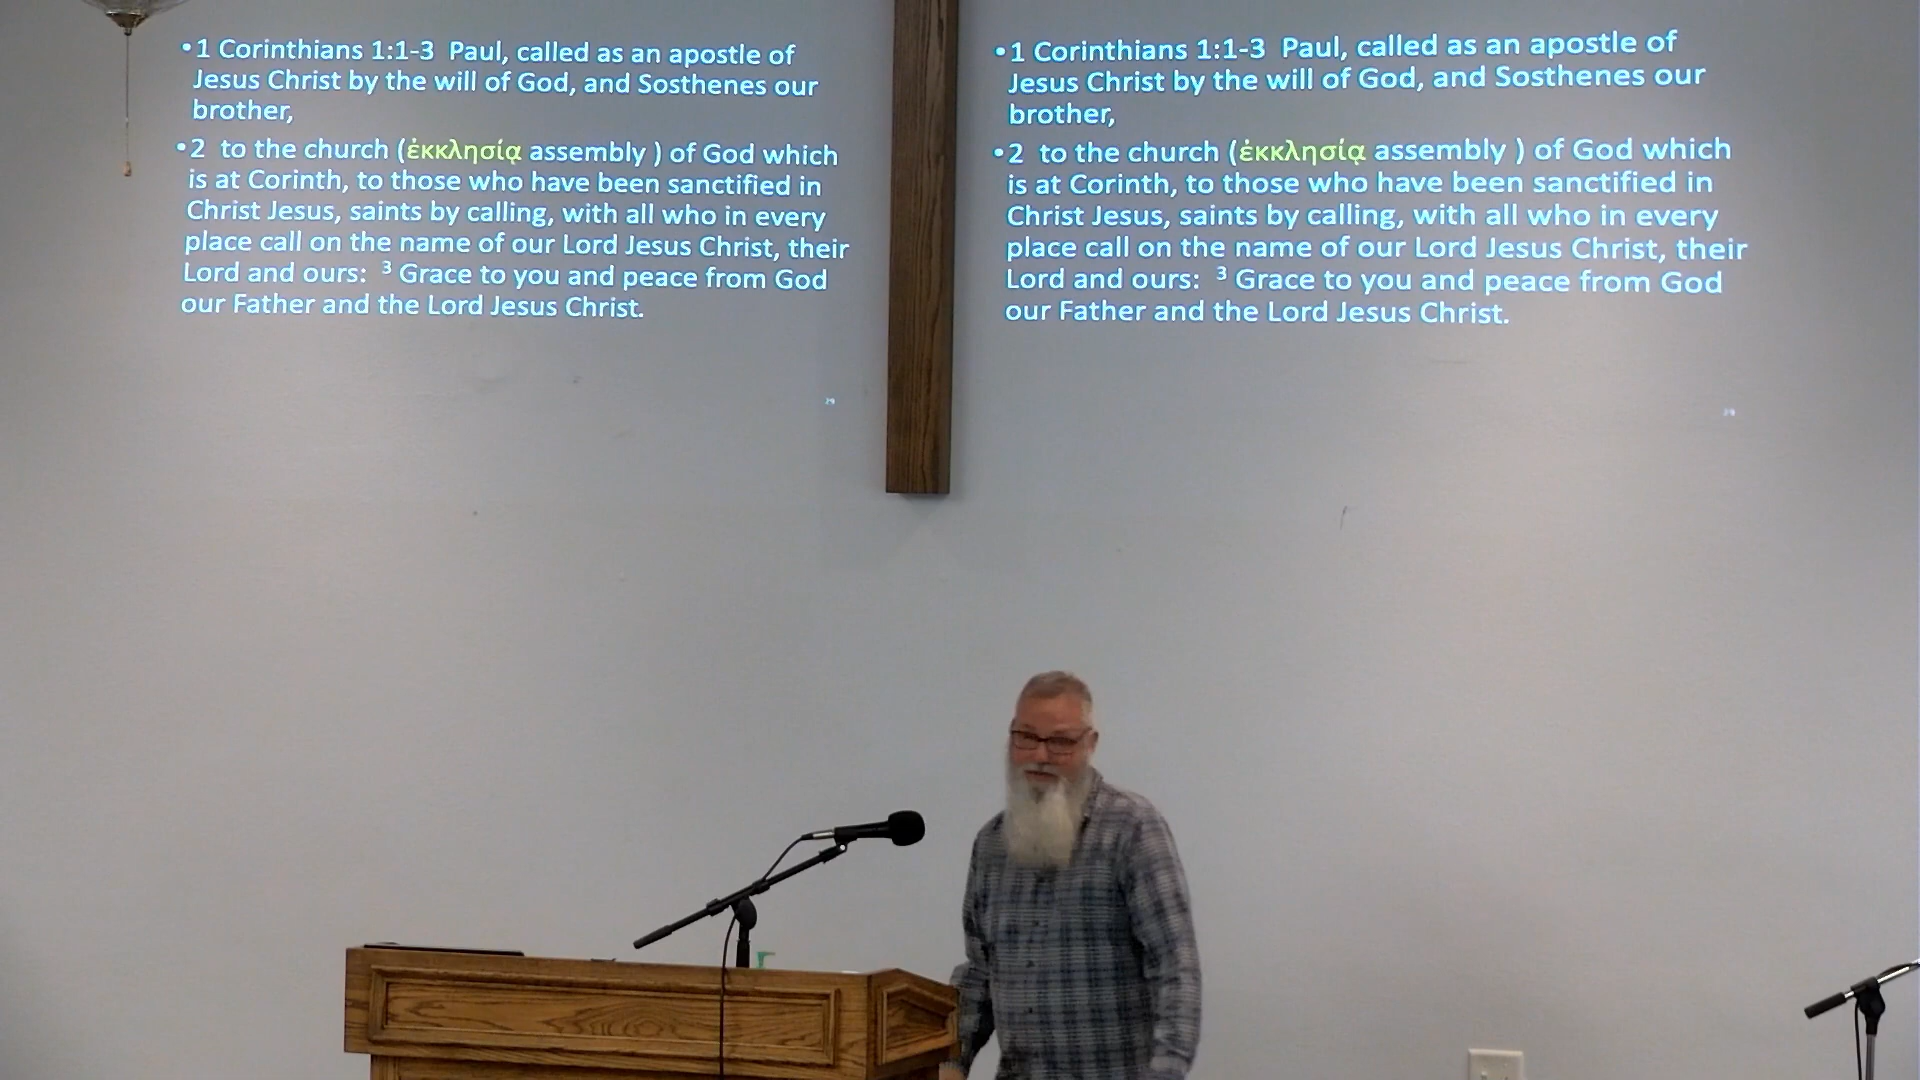 •1 Corinthians 1:1-3 Paul, called as an apostle of
Jesus Christ by the will of God, and Sosthenes our
brother,
•2 to the church (ἐκκλησίᾳ assembly ) of God which
is at Corinth, to those who have been sanctified in
Christ Jesus, saints by calling, with all who in every
place call on the name of our Lord Jesus Christ, their
Lord and ours: ³ Grace to you and peace from God
our Father and the Lord Jesus Christ.
•1 Corinthians 1:1-3 Paul, called as an apostle of
Jesus Christ by the will of God, and Sosthenes our
brother,
•2 to the church (ἐκκλησίᾳ assembly ) of God which
is at Corinth, to those who have been sanctified in
Christ Jesus, saints by calling, with all who in every
place call on the name of our Lord Jesus Christ, their
Lord and ours: ³ Grace to you and peace from God
our Father and the Lord Jesus Christ.